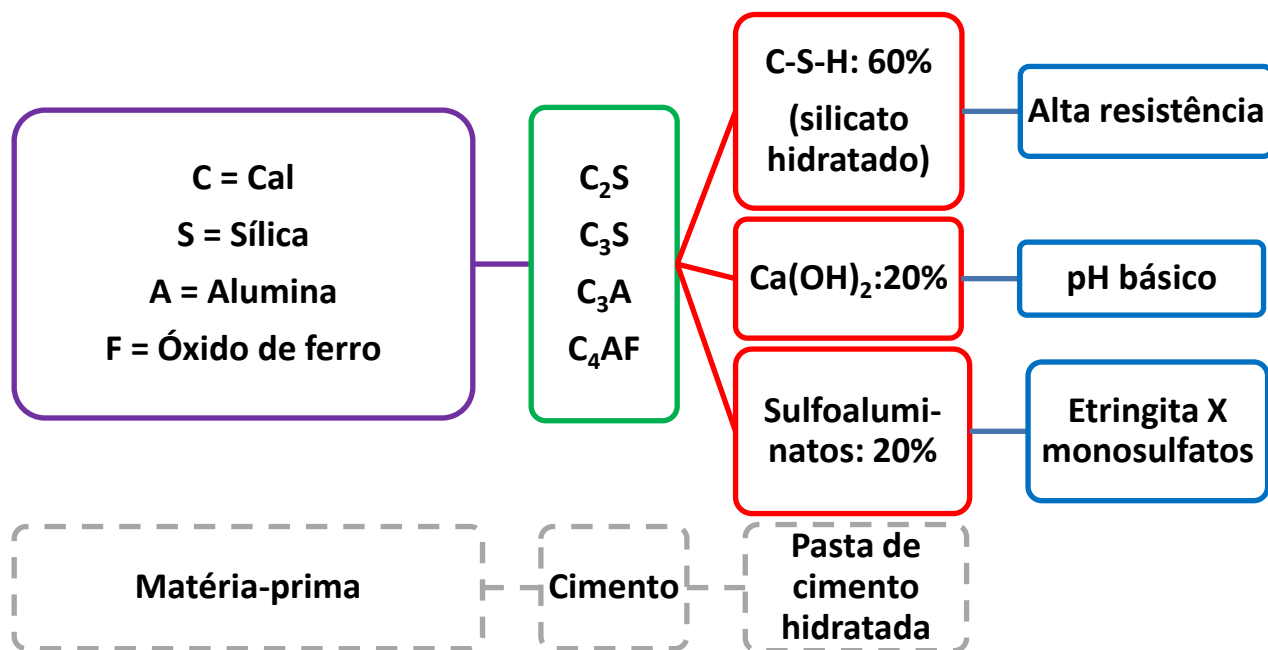 C = Cal
S = Sílica
A = Alumina
F = Óxido de ferro
C₂S
C₃S
C₃A
C₄AF
C-S-H: 60%
(silicato
hidratado)
Alta resistência
Ca(OH)₂:20%
pH básico
Sulfoalumi-
natos: 20%
Etringita X
monosulfatos
Matéria-prima
Cimento
Pasta de
cimento
hidratada